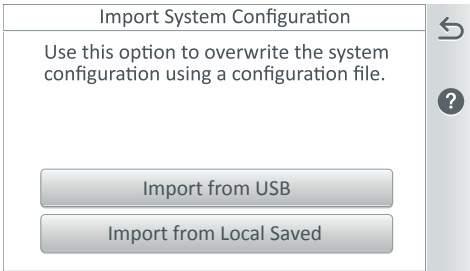 Import System Configuration
Use this option to overwrite the system
configuration using a configuration file.
?
Import from USB
Import from Local Saved